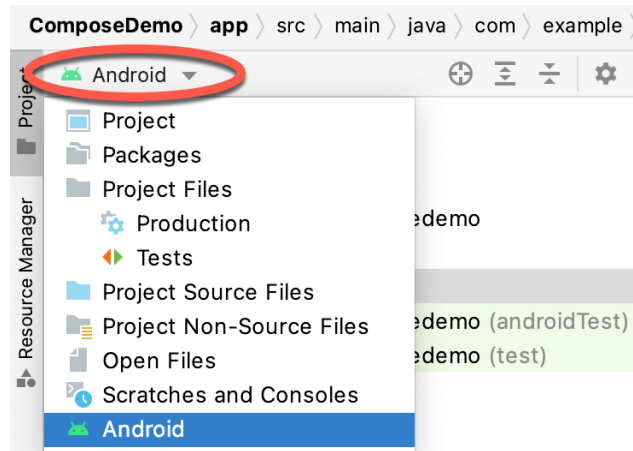 ComposeDemo app src main java com example
Project
Android
Project
Packages
Project Files
Production
Tests
Project Source Files
Project Non-Source Files
Open Files
Scratches and Consoles
Android
Resource Manager
edemo
edemo (androidTest)
edemo (test)